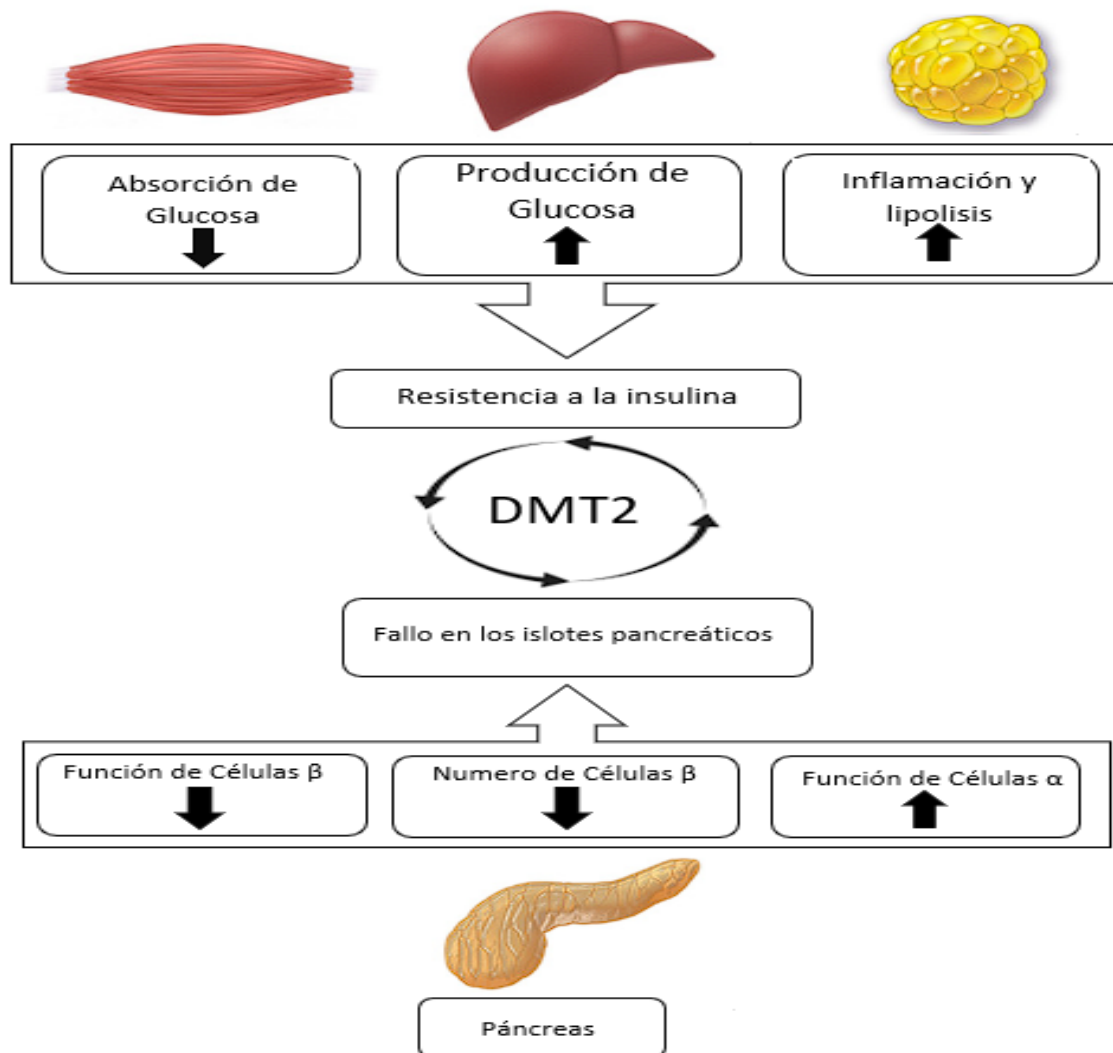 Absorción de
Glucosa
Producción de
Glucosa
Inflamación y
lipolisis
Resistencia a la insulina
DMT2
Fallo en los islotes pancreáticos
Función de Células β
Numero de Células β
Función de Células α
Páncreas